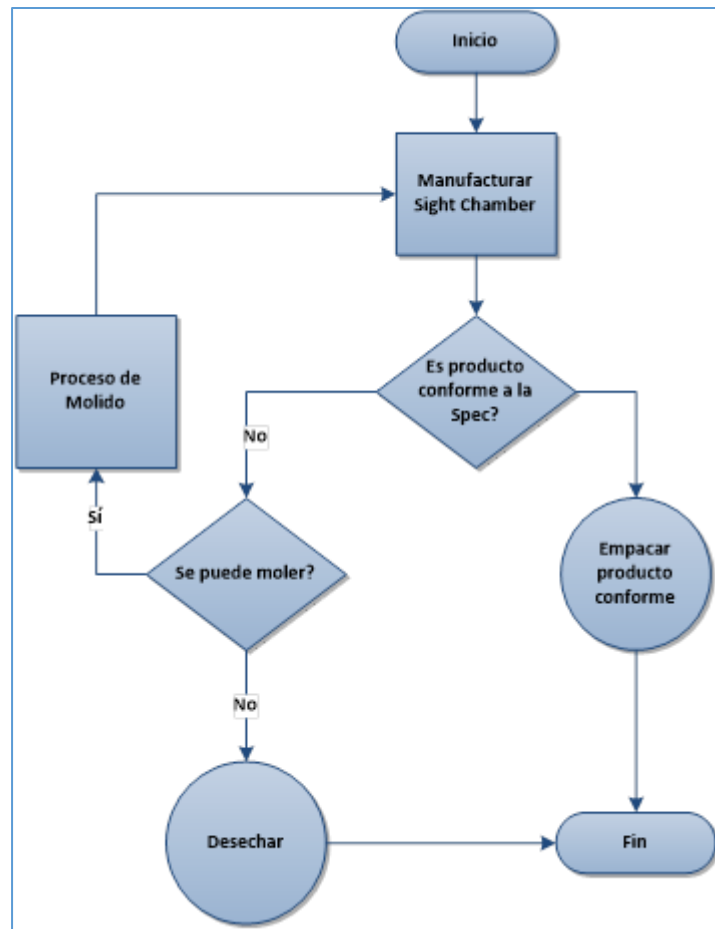 Inicio
Manufacturar
Sight Chamber
Proceso de
Molido
Es producto
conforme a la
Spec?
No
Sí
Se puede moler?
Empacar
producto
conforme
No
Desechar
Fin